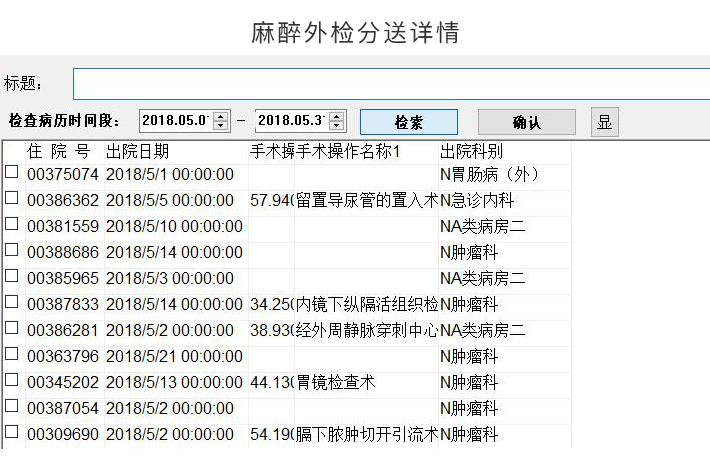 麻醉外检分送详情
标题：
检查病历时间段： 2018.05.0 - 2018.05.3 检索 确认 显
住 院 号 出院日期 手术操 手术操作名称1 出院科别
00375074 2018/5/1 00:00:00 N胃肠病（外）
00386362 2018/5/5 00:00:00 57.940 留置导尿管的置入术 N急诊内科
00381559 2018/5/10 00:00:00 NA类病房二
00388686 2018/5/14 00:00:00 N肿瘤科
00385965 2018/5/3 00:00:00 NA类病房二
00387833 2018/5/14 00:00:00 34.250 内镜下纵隔活组织检 N肿瘤科
00386281 2018/5/2 00:00:00 38.930 经外周静脉穿刺中心 NA类病房二
00363796 2018/5/21 00:00:00 N肿瘤科
00345202 2018/5/13 00:00:00 44.130 胃镜检查术 N肿瘤科
00387054 2018/5/2 00:00:00 N肿瘤科
00309690 2018/5/2 00:00:00 54.190 膈下脓肿切开引流术 N肿瘤科